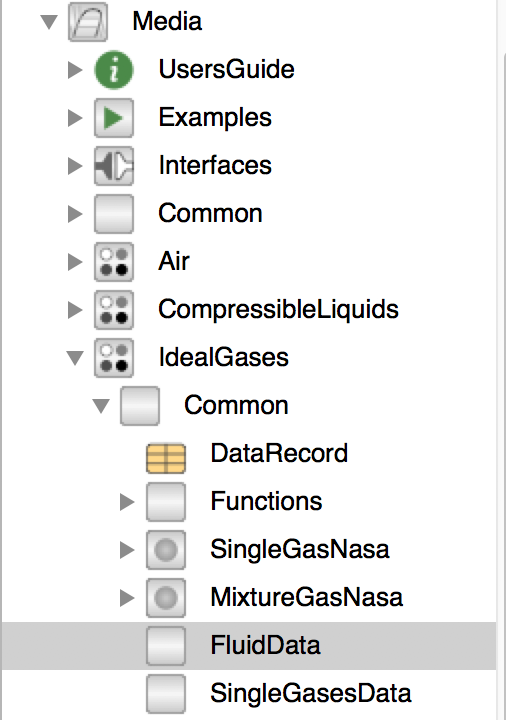 Media
UsersGuide
Examples
Interfaces
Common
Air
CompressibleLiquids
IdealGases
Common
DataRecord
Functions
SingleGasNasa
MixtureGasNasa
FluidData
SingleGasesData